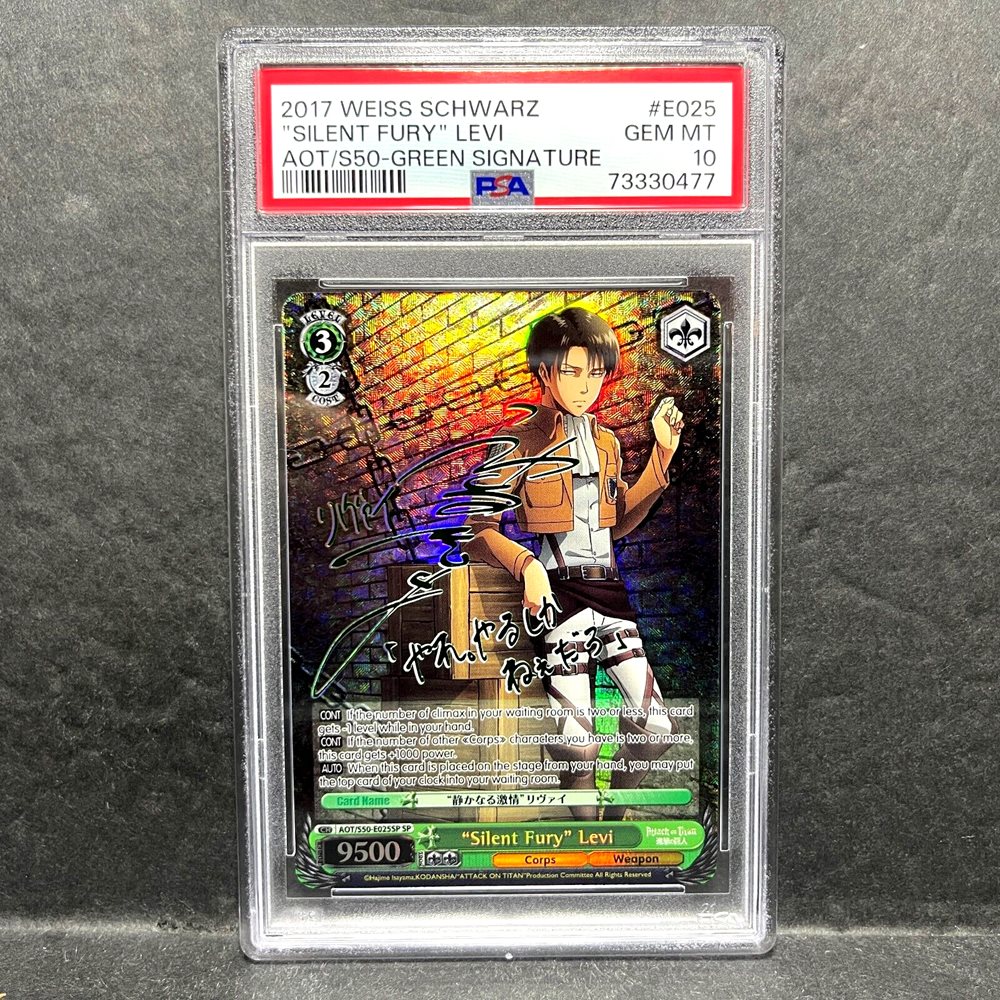 2017 WEISS SCHWARZ #E025
"SILENT FURY" LEVI GEM MT
AOT/S50-GREEN SIGNATURE 10
PSA 73330477
LEVEL
3
2
COST
リヴァイ
「やれ。やるしか
ねぇだろ」
CONT If the number of climax in your waiting room is two or less, this card
gets -1 level while in your hand.
CONT If the number of other «Corps» characters you have is two or more,
this card gets +1000 power.
AUTO When this card is placed on the stage from your hand, you may put
the top card of your clock into your waiting room.
Card Name "静かなる激情"リヴァイ
CH AOT/S50-E025SP SP "Silent Fury" Levi Attack on Titan
進撃の巨人
9500 Corps Weapon
©Hajime Isayama,KODANSHA/"ATTACK ON TITAN"Production Committee All Rights Reserved